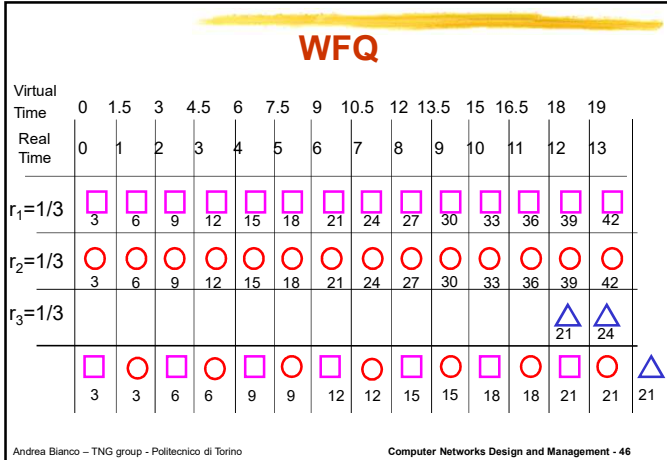 WFQ
Virtual
Time 0 1.5 3 4.5 6 7.5 9 10.5 12 13.5 15 16.5 18 19
Real
Time 0 1 2 3 4 5 6 7 8 9 10 11 12 13
r1=1/3
3 6 9 12 15 18 21 24 27 30 33 36 39 42
r2=1/3
3 6 9 12 15 18 21 24 27 30 33 36 39 42
r3=1/3
21 24
3 3 6 6 9 9 12 12 15 15 18 18 21 21 21
Andrea Bianco – TNG group - Politecnico di Torino
Computer Networks Design and Management - 46